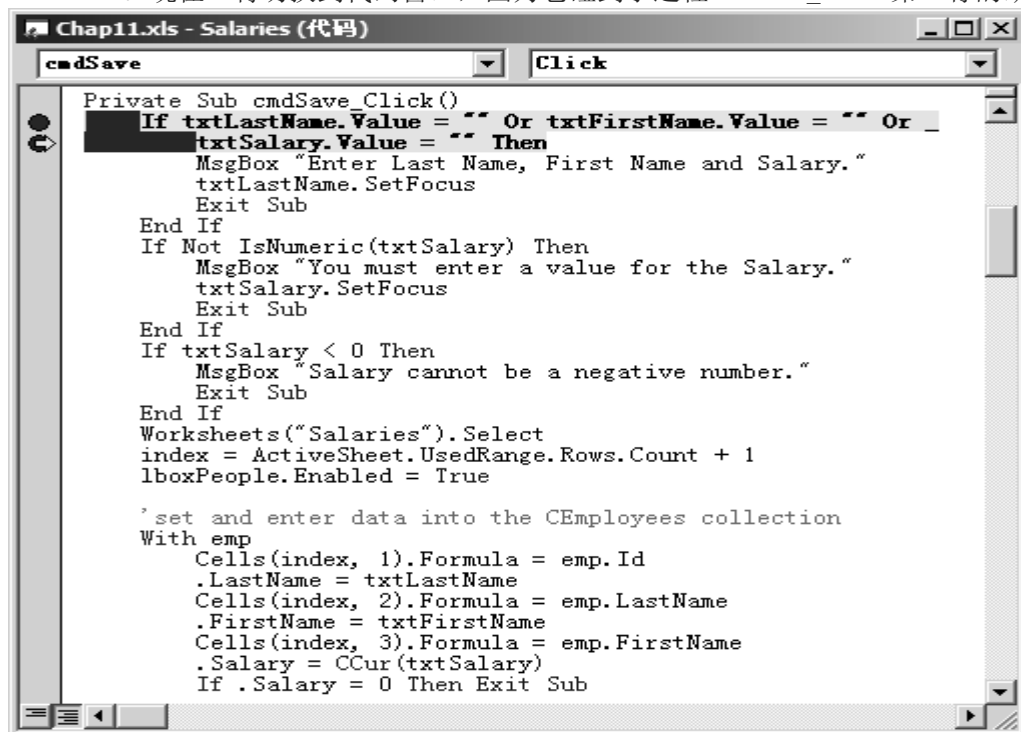 Chap11.xls - Salaries (代码)
cmdSave Click
Private Sub cmdSave_Click()
If txtLastName.Value = "" Or txtFirstName.Value = "" Or _
txtSalary.Value = "" Then
MsgBox "Enter Last Name, First Name and Salary."
txtLastName.SetFocus
Exit Sub
End If
If Not IsNumeric(txtSalary) Then
MsgBox "You must enter a value for the Salary."
txtSalary.SetFocus
Exit Sub
End If
If txtSalary < 0 Then
MsgBox "Salary cannot be a negative number."
Exit Sub
End If
Worksheets("Salaries").Select
index = ActiveSheet.UsedRange.Rows.Count + 1
lboxPeople.Enabled = True
'set and enter data into the CEmployees collection
With emp
Cells(index, 1).Formula = emp.Id
.LastName = txtLastName
Cells(index, 2).Formula = emp.LastName
.FirstName = txtFirstName
Cells(index, 3).Formula = emp.FirstName
.Salary = CCur(txtSalary)
If .Salary = 0 Then Exit Sub